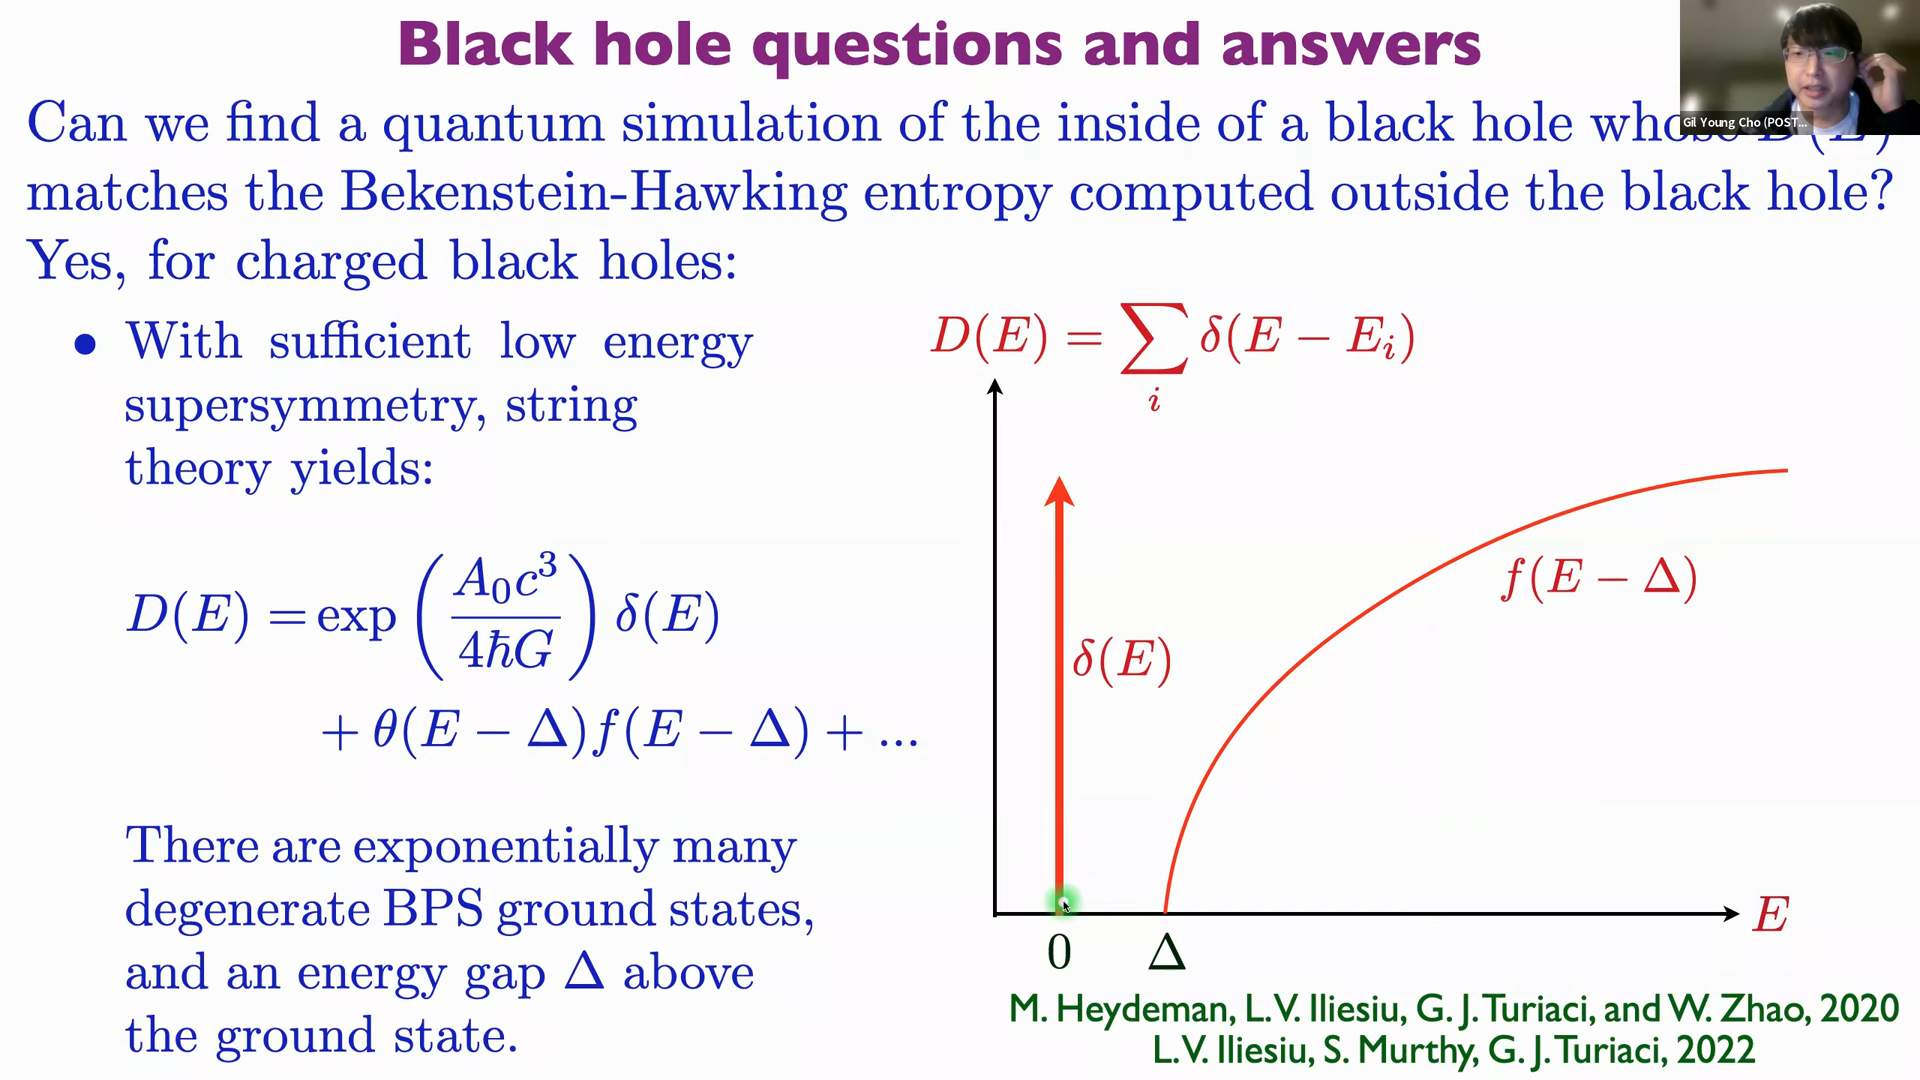 Black hole questions and answers
Gil Young Cho (POST...
Can we find a quantum simulation of the inside of a black hole whose D(E)
matches the Bekenstein-Hawking entropy computed outside the black hole?
Yes, for charged black holes:
• With sufficient low energy
supersymmetry, string
theory yields:
D(E) = exp ( A₀c³ / 4ħG ) δ(E)
+ θ(E − Δ)f(E − Δ) + ...
There are exponentially many
degenerate BPS ground states,
and an energy gap Δ above
the ground state.
D(E) = ∑ᵢ δ(E − Eᵢ)
f(E − Δ)
δ(E)
E
0 Δ
M. Heydeman, L.V. Iliesiu, G. J. Turiaci, and W. Zhao, 2020
L.V. Iliesiu, S. Murthy, G. J. Turiaci, 2022